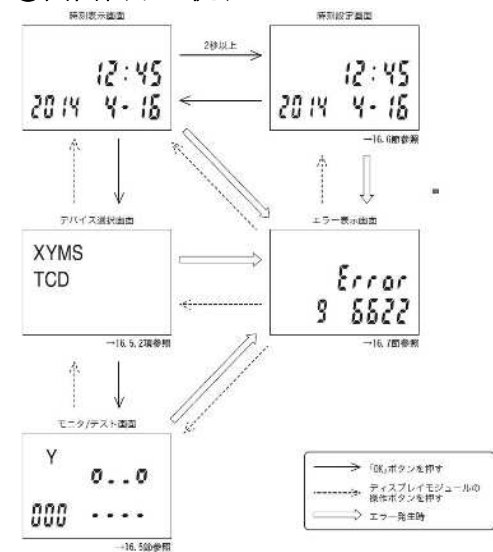 時刻表示画面
12:45
2014 4-16
2秒以上
時刻設定画面
12:45
2014 4-16
→16.6節参照
デバイス選択画面
XYMS
TCD
→16.5.2項参照
エラー表示画面
Error
9 6622
→16.7節参照
モニタ/テスト画面
Y
0..0
000 ----
→16.5節参照
「OK」ボタンを押す
ディスプレイモジュールの
操作ボタンを押す
エラー発生時